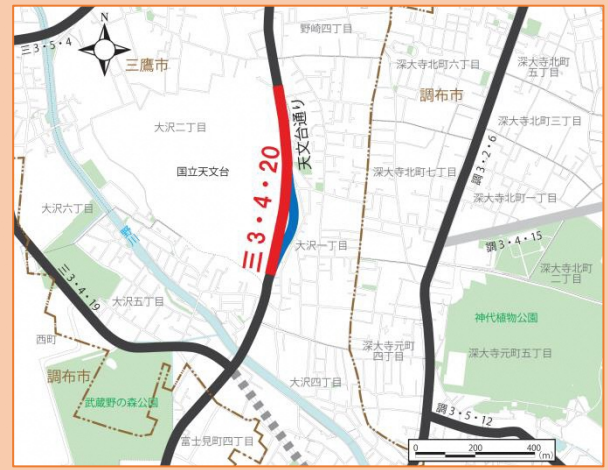 三3・5・4
N
三鷹市
野崎四丁目
深大寺北町六丁目
深大寺北町
五丁目
調布市
大沢二丁目
天文台通り
深大寺北町三丁目
国立天文台
三3・4・20
深大寺北町七丁目
調3・2・6
深大寺北町一丁目
大沢六丁目
野川
大沢一丁目
調3・4・15
深大寺北町
二丁目
三3・4・19
大沢五丁目
神代植物公園
西町
深大寺元町
四丁目
深大寺元町五丁目
調布市
大沢四丁目
武蔵野の森公園
調3・5・12
富士見町四丁目
0 200 400
(m)